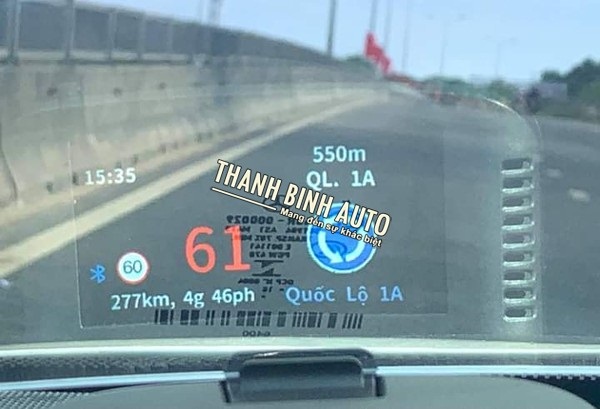 550m
QL. 1A
15:35
THANH BINH AUTO
Mang đến sự khác biệt
60
61
277km, 4g 46ph
Quốc Lộ 1A